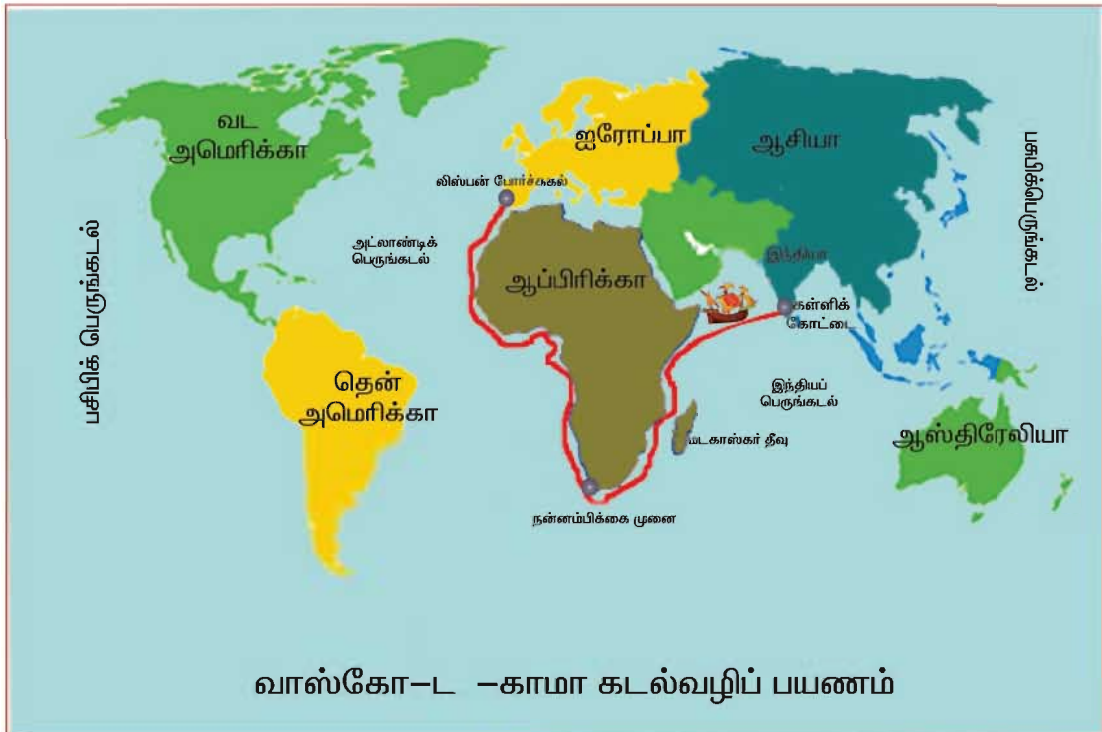 வட
அமெரிக்கா
ஐரோப்பா
ஆசியா
லிஸ்பன் போர்ச்சுகல்
பசிபிக் பெருங்கடல்
அட்லாண்டிக்
பெருங்கடல்
ஆப்பிரிக்கா
இந்தியா
கள்ளிக்
கோட்டை
பசுபிக்பெருங்கடல்
தென்
அமெரிக்கா
இந்தியப்
பெருங்கடல்
மடகாஸ்கர் தீவு
ஆஸ்திரேலியா
நன்னம்பிக்கை முனை
வாஸ்கோ–ட –காமா கடல்வழிப் பயணம்